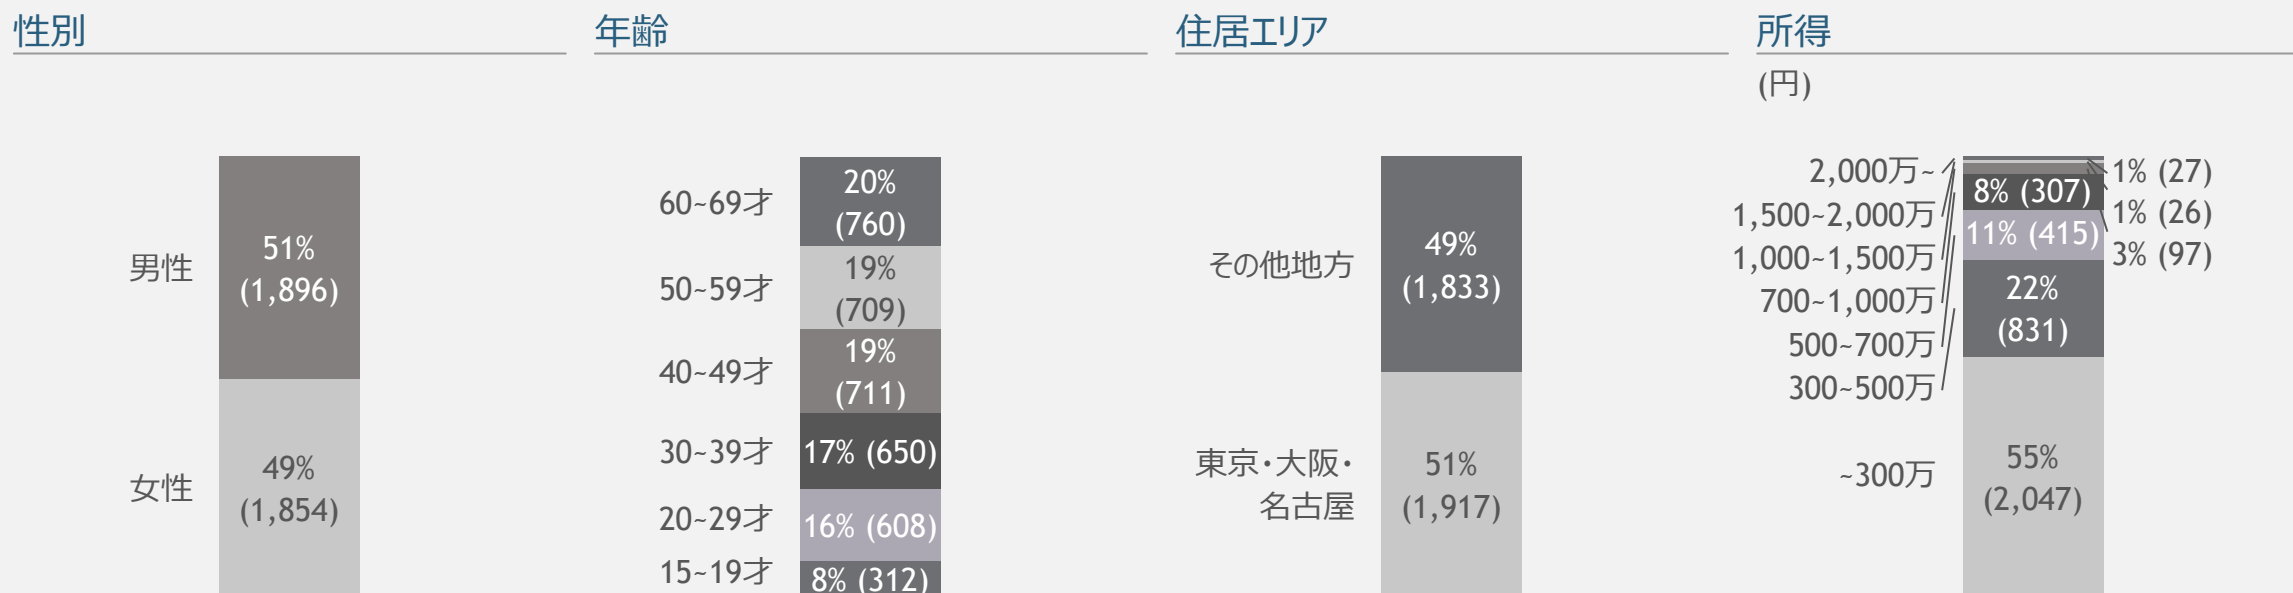 性別
男性
51%
(1,896)
女性
49%
(1,854)
年齢
60~69才
20%
(760)
50~59才
19%
(709)
40~49才
19%
(711)
30~39才
17% (650)
20~29才
16% (608)
15~19才
8% (312)
住居エリア
その他地方
49%
(1,833)
東京・大阪・
名古屋
51%
(1,917)
所得
(円)
2,000万~
1% (27)
1,500~2,000万
1% (26)
1,000~1,500万
3% (97)
700~1,000万
8% (307)
500~700万
11% (415)
300~500万
22%
(831)
~300万
55%
(2,047)